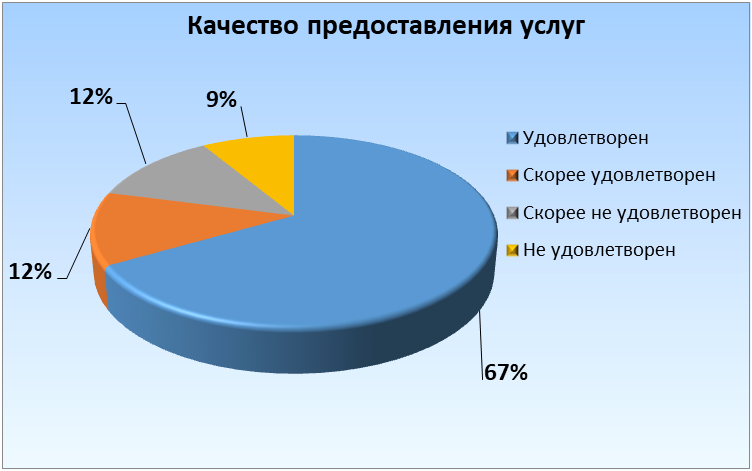 Качество предоставления услуг
12%
9%
12%
67%
Удовлетворен
Скорее удовлетворен
Скорее не удовлетворен
Не удовлетворен